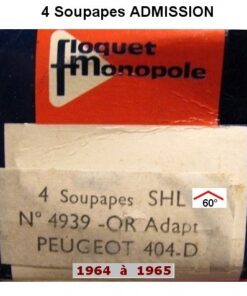 4 Soupapes ADMISSION
floquet
monopole
4 Soupapes SHL 60°
N° 4939 -OR Adapt
PEUGEOT 404-D
1964 à 1965